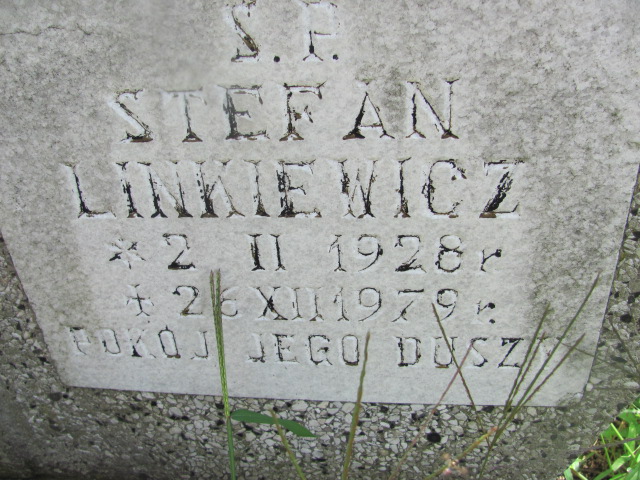 Ś.P.
STEFAN
LINKIEWICZ
* 2 II 1928 r
+ 26 XII 1979 r.
POKÓJ JEGO DUSZY